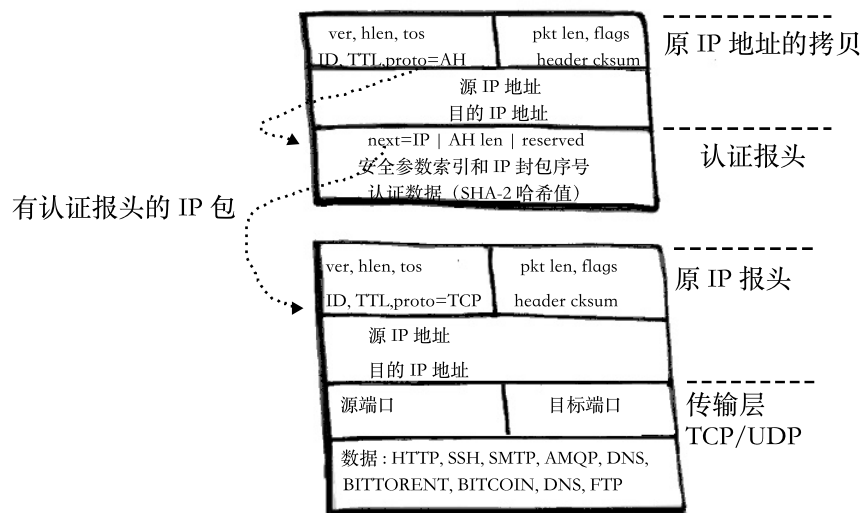 ver, hlen, tos
pkt len, flags
原 IP 地址的拷贝
ID, TTL,proto=AH
header cksum
源 IP 地址
目的 IP 地址
next=IP | AH len | reserved
认证报头
安全参数索引和 IP 封包序号
认证数据（SHA-2 哈希值）
有认证报头的 IP 包
ver, hlen, tos
pkt len, flags
原 IP 报头
ID, TTL,proto=TCP
header cksum
源 IP 地址
目的 IP 地址
源端口
目标端口
传输层
TCP/UDP
数据 : HTTP, SSH, SMTP, AMQP, DNS,
BITTORENT, BITCOIN, DNS, FTP